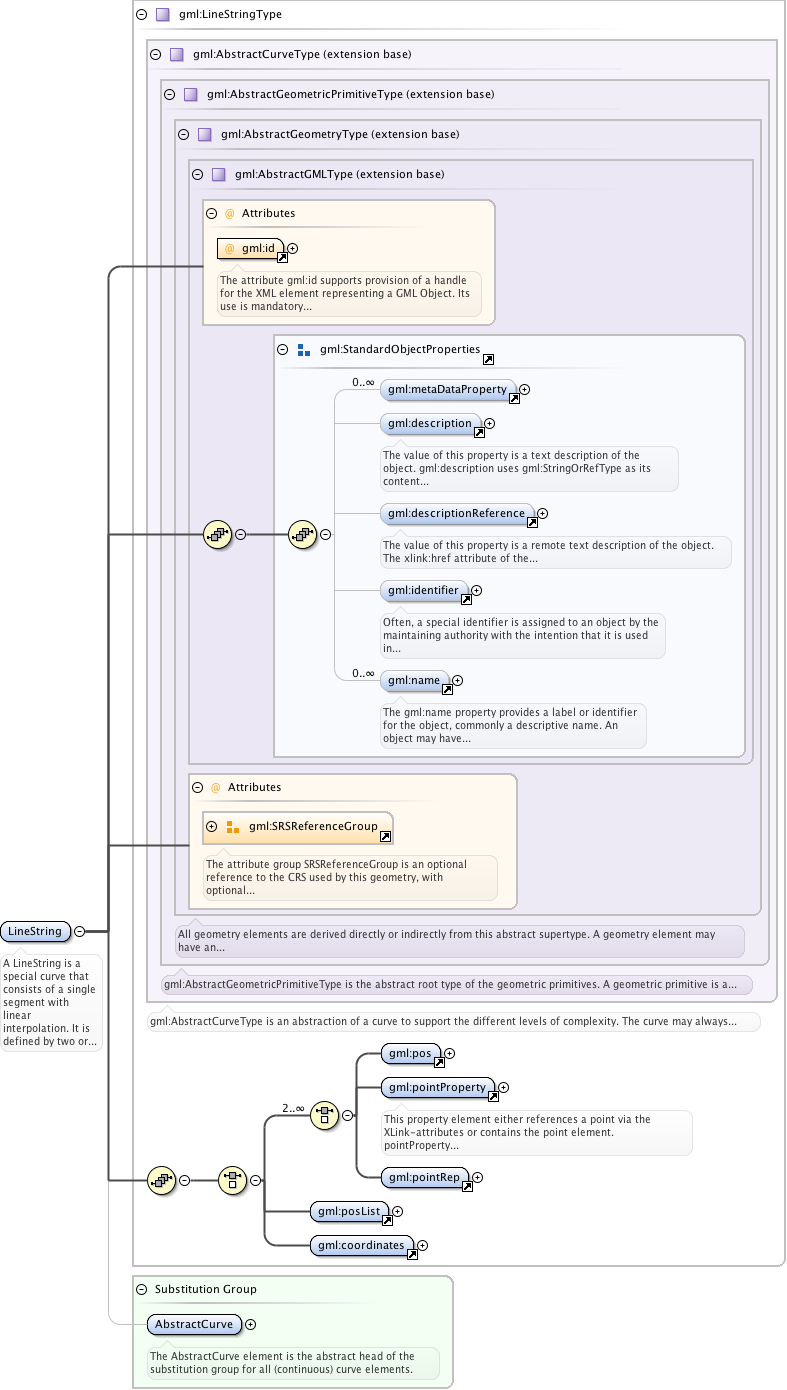 gml:LineStringType
gml:AbstractCurveType (extension base)
gml:AbstractGeometricPrimitiveType (extension base)
gml:AbstractGeometryType (extension base)
gml:AbstractGMLType (extension base)
@ Attributes
@ gml:id
The attribute gml:id supports provision of a handle
for the XML element representing a GML Object. Its
use is mandatory...
gml:StandardObjectProperties
0..∞
gml:metaDataProperty
gml:description
The value of this property is a text description of the
object. gml:description uses gml:StringOrRefType as its
content...
gml:descriptionReference
The value of this property is a remote text description of the object.
The xlink:href attribute of the...
gml:identifier
Often, a special identifier is assigned to an object by the
maintaining authority with the intention that it is used
in...
0..∞
gml:name
The gml:name property provides a label or identifier
for the object, commonly a descriptive name. An
object may have...
@ Attributes
gml:SRSReferenceGroup
The attribute group SRSReferenceGroup is an optional
reference to the CRS used by this geometry, with
optional...
All geometry elements are derived directly or indirectly from this abstract supertype. A geometry element may
have an...
gml:AbstractGeometricPrimitiveType is the abstract root type of the geometric primitives. A geometric primitive is a...
gml:AbstractCurveType is an abstraction of a curve to support the different levels of complexity. The curve may always...
LineString
A LineString is a
special curve that
consists of a single
segment with
linear
interpolation. It is
defined by two or...
2..∞
gml:pos
gml:pointProperty
This property element either references a point via the
XLink-attributes or contains the point element.
pointProperty...
gml:pointRep
gml:posList
gml:coordinates
Substitution Group
AbstractCurve
The AbstractCurve element is the abstract head of the
substitution group for all (continuous) curve elements.